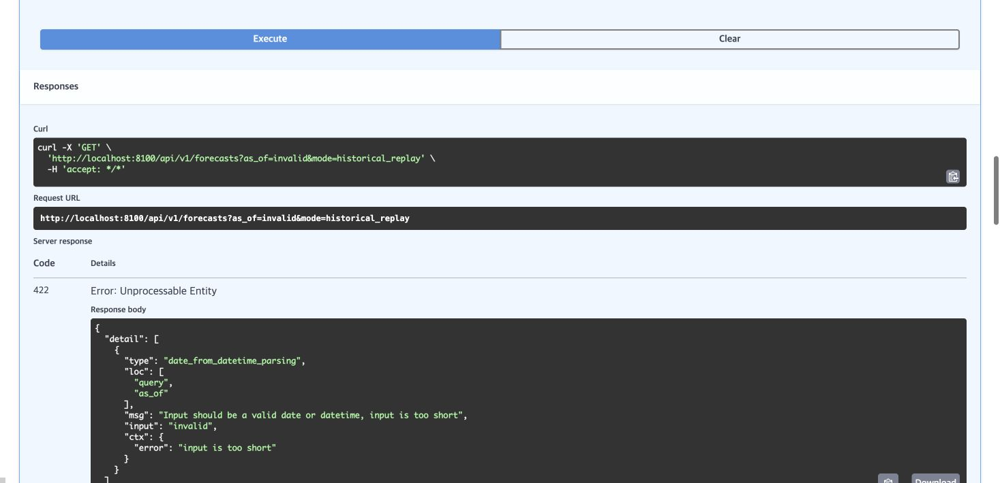 Execute
Clear
Responses
Curl
curl -X 'GET' \
  'http://localhost:8100/api/v1/forecasts?as_of=invalid&mode=historical_replay' \
  -H 'accept: */*'
Request URL
http://localhost:8100/api/v1/forecasts?as_of=invalid&mode=historical_replay
Server response
Code
Details
422
Error: Unprocessable Entity
Response body
{
  "detail": [
    {
      "type": "date_from_datetime_parsing",
      "loc": [
        "query",
        "as_of"
      ],
      "msg": "Input should be a valid date or datetime, input is too short",
      "input": "invalid",
      "ctx": {
        "error": "input is too short"
      }
    }
  ]
Download